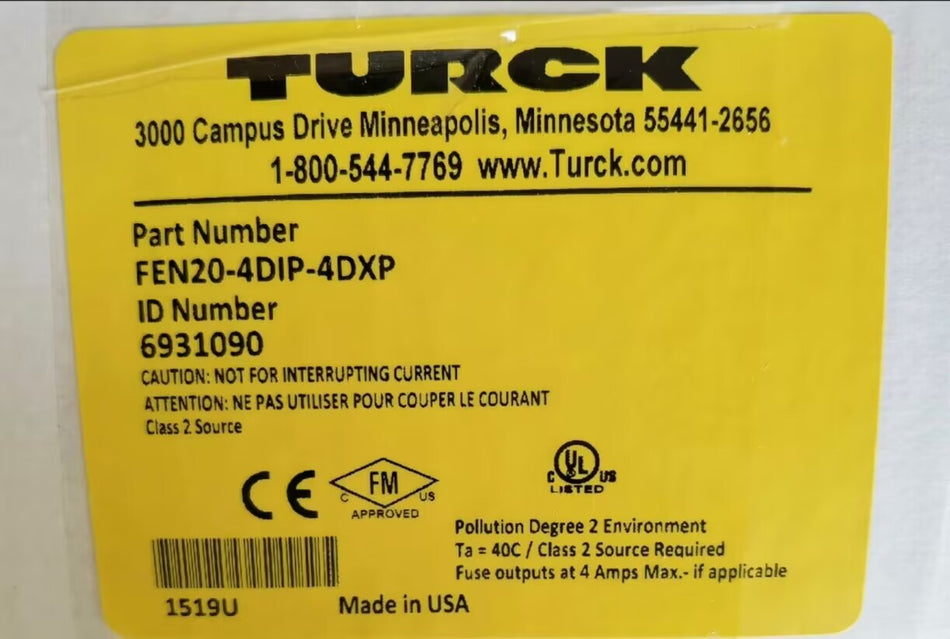 TURCK
3000 Campus Drive Minneapolis, Minnesota 55441-2656
1-800-544-7769 www.Turck.com
Part Number
FEN20-4DIP-4DXP
ID Number
6931090
CAUTION: NOT FOR INTERRUPTING CURRENT
ATTENTION: NE PAS UTILISER POUR COUPER LE COURANT
Class 2 Source
CE
C FM US
APPROVED
C UL US
LISTED
Pollution Degree 2 Environment
Ta = 40C / Class 2 Source Required
Fuse outputs at 4 Amps Max.- if applicable
1519U
Made in USA